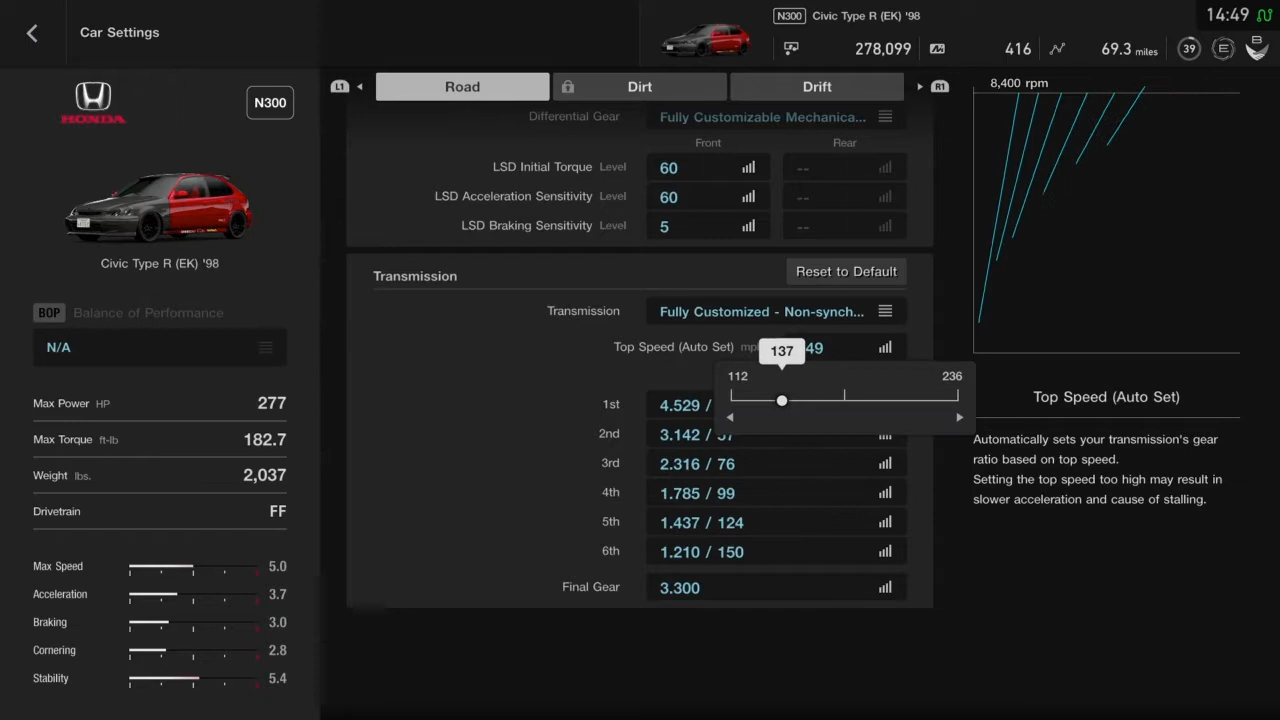 Car Settings
N300 Civic Type R (EK) '98
14:49
278,099 416 69.3 miles 39 E B
HONDA
N300
Civic Type R (EK) '98
BOP Balance of Performance
N/A
Max Power HP 277
Max Torque ft-lb 182.7
Weight lbs. 2,037
Drivetrain FF
Max Speed 5.0
Acceleration 3.7
Braking 3.0
Cornering 2.8
Stability 5.4
L1 Road Dirt Drift R1
Differential Gear Fully Customizable Mechanica...
Front Rear
LSD Initial Torque Level 60 --
LSD Acceleration Sensitivity Level 60 --
LSD Braking Sensitivity Level 5 --
Transmission Reset to Default
Transmission Fully Customized - Non-synch...
Top Speed (Auto Set) 49
137
112 236
1st 4.529 /
2nd 3.142 /
3rd 2.316 / 76
4th 1.785 / 99
5th 1.437 / 124
6th 1.210 / 150
Final Gear 3.300
8,400 rpm
Top Speed (Auto Set)
Automatically sets your transmission's gear
ratio based on top speed.
Setting the top speed too high may result in
slower acceleration and cause of stalling.